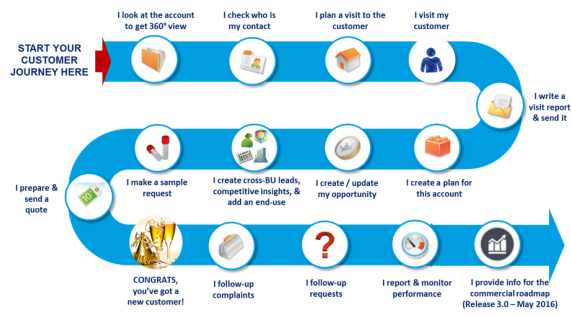 I look at the account
to get 360° view
I check who is
my contact
I plan a visit to the
customer
I visit my
customer
START YOUR
CUSTOMER
JOURNEY HERE
I write a
visit report
& send it
I create a plan for
this account
I create / update
my opportunity
I create cross-BU leads,
competitive insights, &
add an end-use
I make a sample
request
I prepare &
send a
quote
CONGRATS,
you've got a
new customer!
I follow-up
complaints
I follow-up
requests
I report & monitor
performance
I provide info for the
commercial roadmap
(Release 3.0 – May 2016)